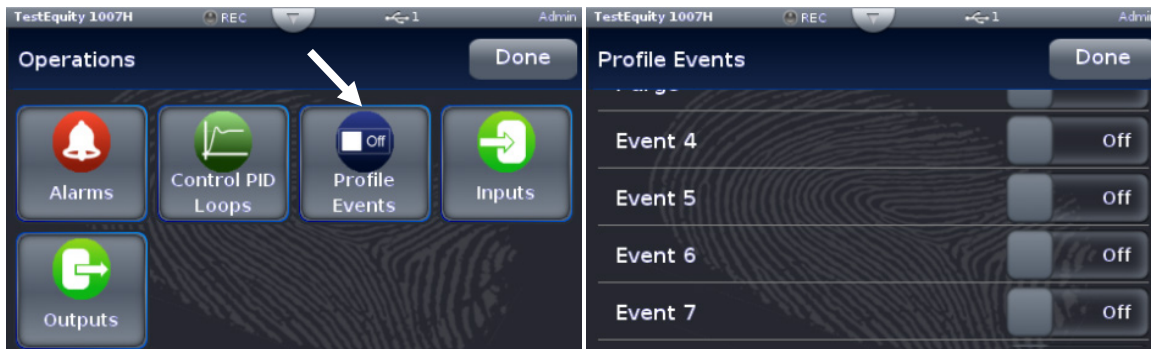 TestEquity 1007H REC 1 Admin
Operations Done
Off
Alarms
Control PID
Loops
Profile
Events
Inputs
Outputs
TestEquity 1007H REC 1
Profile Events Done
Event 4 Off
Event 5 Off
Event 6 Off
Event 7 Off